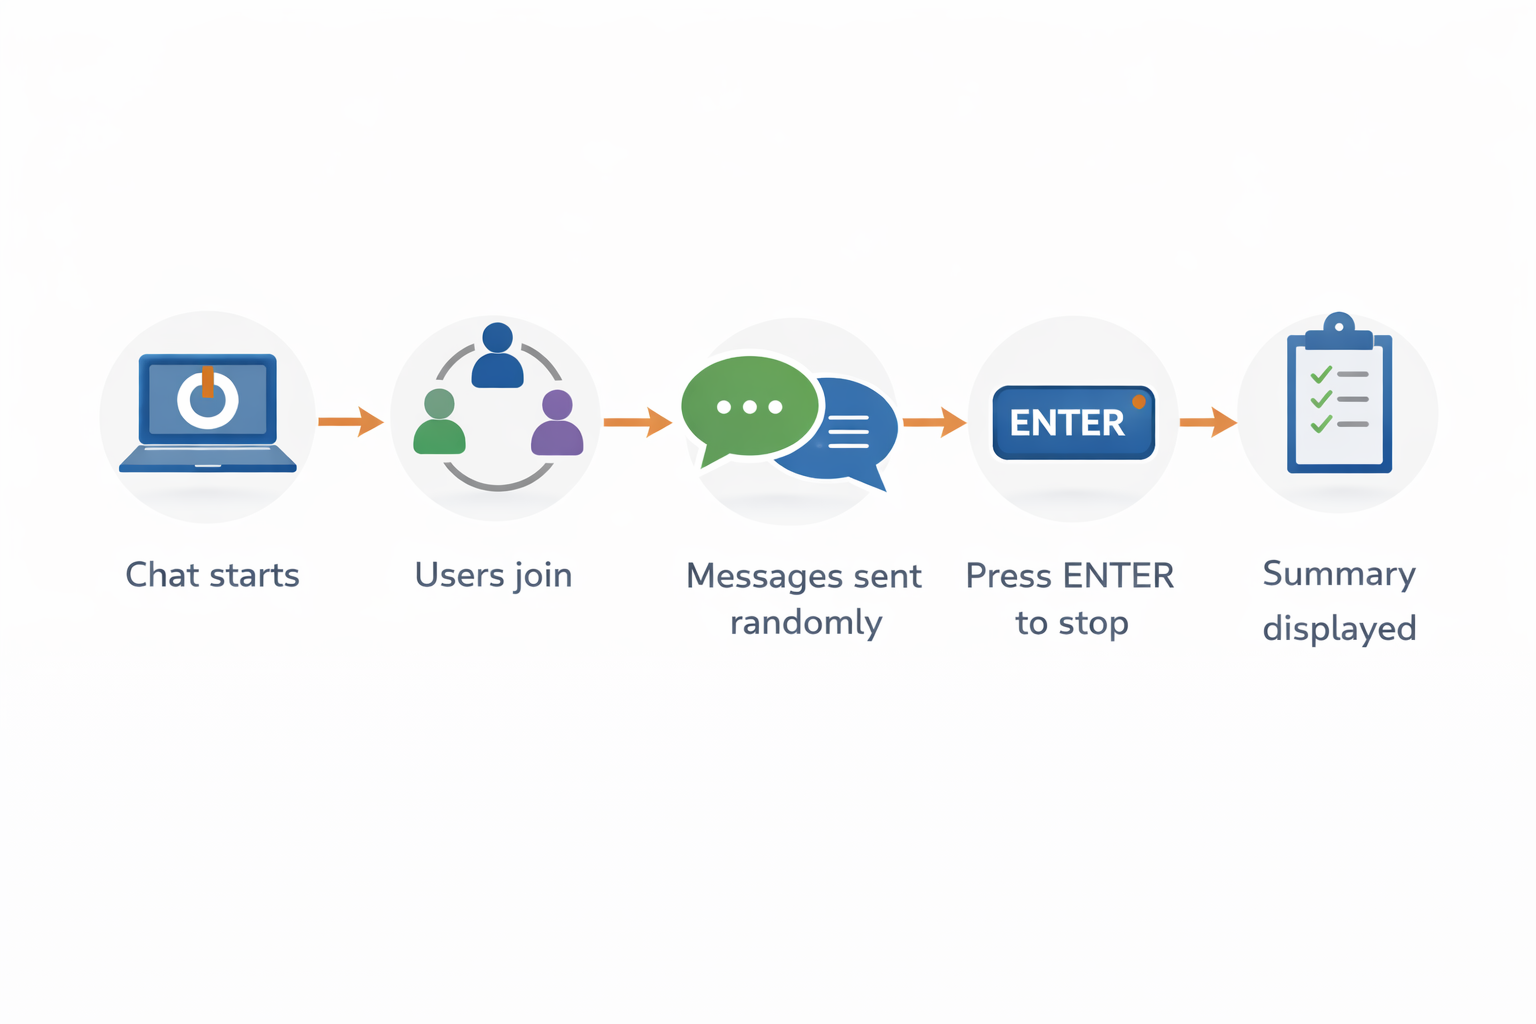 ENTER
Chat starts
Users join
Messages sent
randomly
Press ENTER
to stop
Summary
displayed